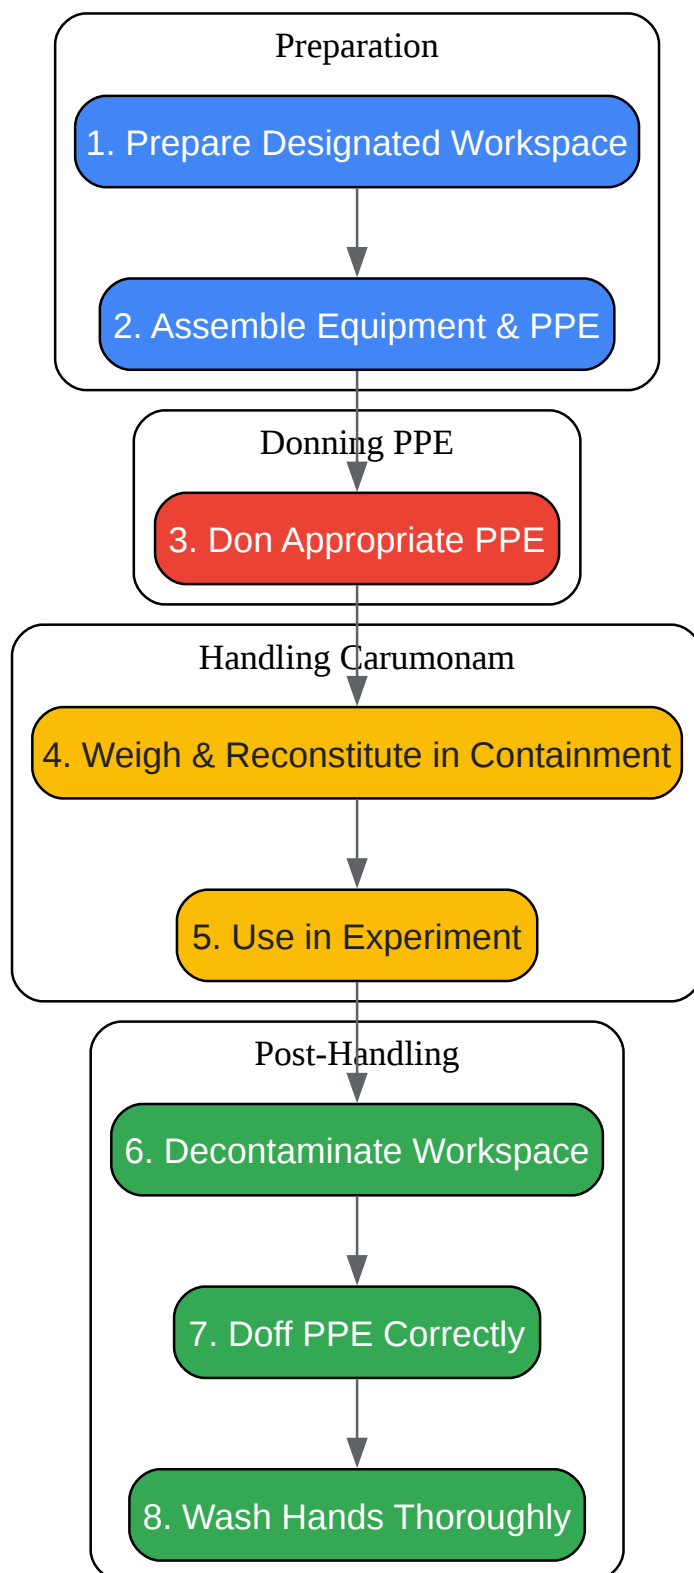 Preparation
1. Prepare Designated Workspace
2. Assemble Equipment & PPE
Donning PPE
3. Don Appropriate PPE
Handling Carumonam
4. Weigh & Reconstitute in Containment
5. Use in Experiment
Post-Handling
6. Decontaminate Workspace
7. Doff PPE Correctly
8. Wash Hands Thoroughly